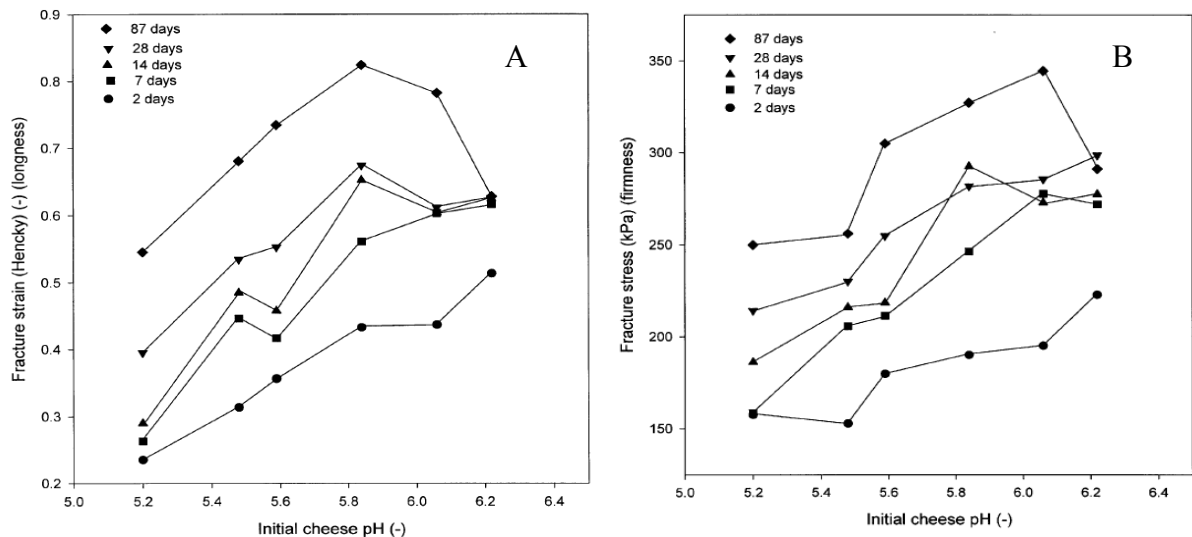 0.9
0.8
0.7
0.6
0.5
0.4
0.3
0.2
Fracture strain (Hencky) (-) (longness)
87 days
28 days
14 days
7 days
2 days
A
5.0 5.2 5.4 5.6 5.8 6.0 6.2 6.4
Initial cheese pH (-)
350
300
250
200
150
Fracture stress (kPa) (firmness)
87 days
28 days
14 days
7 days
2 days
B
5.0 5.2 5.4 5.6 5.8 6.0 6.2 6.4
Initial cheese pH (-)